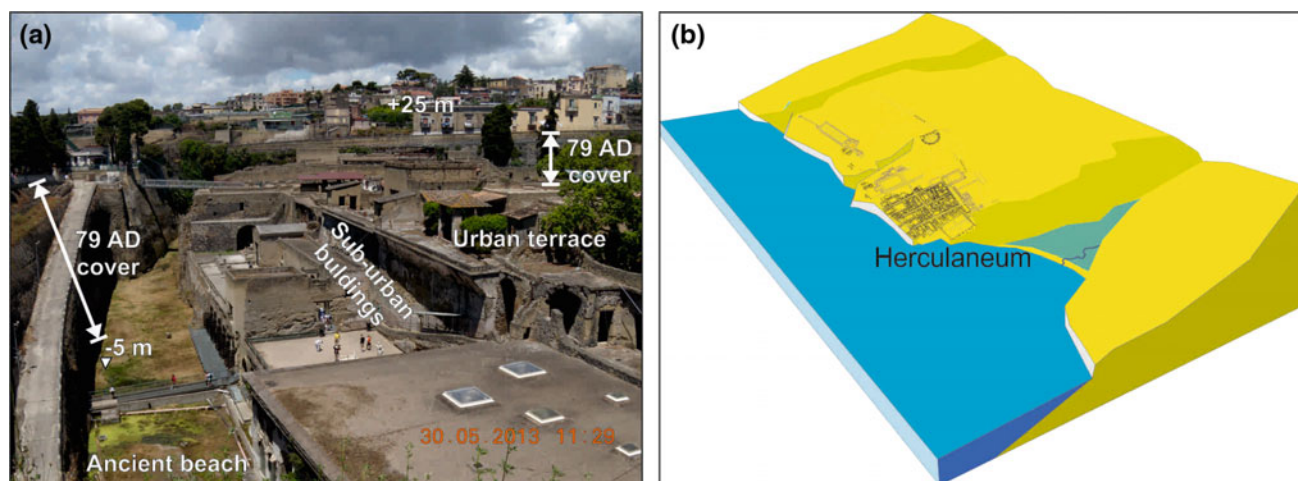 (a)
+25 m
79 AD
cover
79 AD
cover
Sub-urban
buldings
Urban terrace
-5 m
30.05.2013 11:29
Ancient beach
(b)
Herculaneum